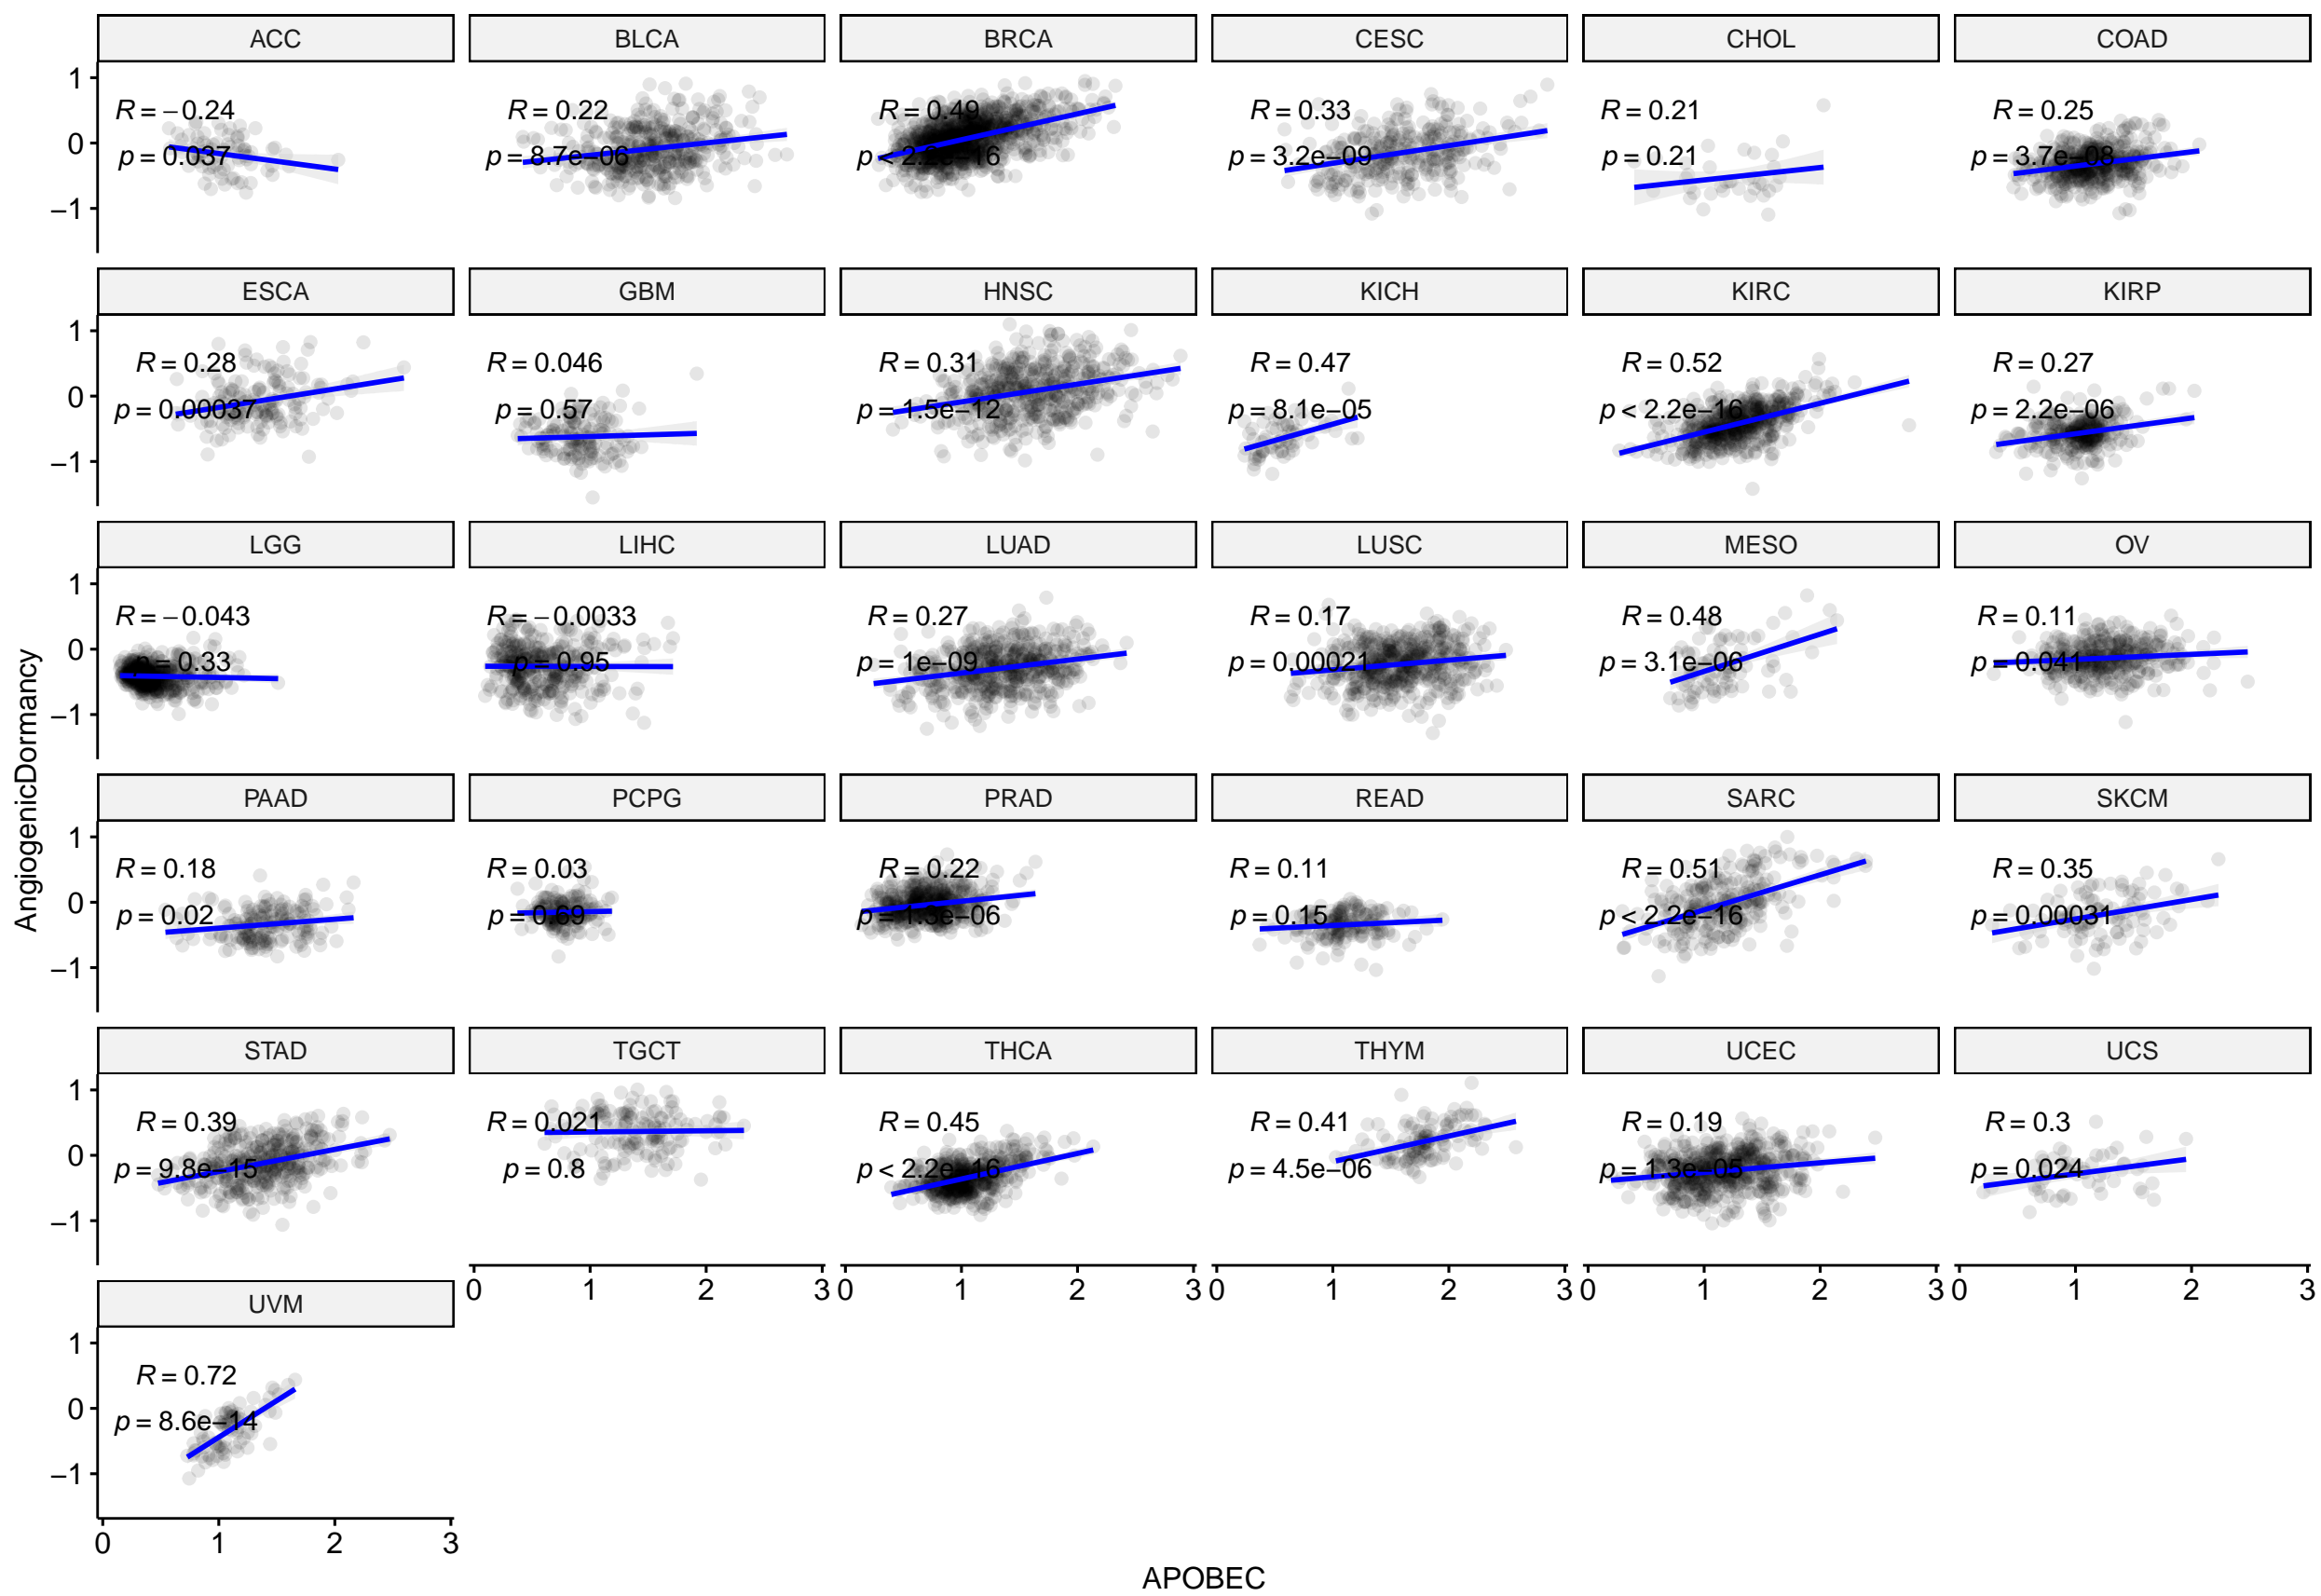 ACC BLCA BRCA CESC CHOL COAD
R = −0.24 R = 0.22 R = 0.49 R = 0.33 R = 0.21 R = 0.25
p = 0.037 p = 8.7e−06 p < 2.2e−16 p = 3.2e−09 p = 0.21 p = 3.7e−08
1
0
−1
ESCA GBM HNSC KICH KIRC KIRP
R = 0.28 R = 0.046 R = 0.31 R = 0.47 R = 0.52 R = 0.27
p = 0.00037 p = 0.57 p = 1.5e−12 p = 8.1e−05 p < 2.2e−16 p = 2.2e−06
1
0
−1
LGG LIHC LUAD LUSC MESO OV
R = −0.043 R = −0.0033 R = 0.27 R = 0.17 R = 0.48 R = 0.11
p = 0.33 p = 0.95 p = 1e−09 p = 0.00021 p = 3.1e−06 p = 0.041
1
0
−1
AngiogenicDormancy
PAAD PCPG PRAD READ SARC SKCM
R = 0.18 R = 0.03 R = 0.22 R = 0.11 R = 0.51 R = 0.35
p = 0.02 p = 0.69 p = 1.3e−06 p = 0.15 p < 2.2e−16 p = 0.00031
1
0
−1
STAD TGCT THCA THYM UCEC UCS
R = 0.39 R = 0.021 R = 0.45 R = 0.41 R = 0.19 R = 0.3
p = 9.8e−15 p = 0.8 p < 2.2e−16 p = 4.5e−06 p = 1.3e−05 p = 0.024
1
0
−1
0 1 2 3 0 1 2 3 0 1 2 3 0 1 2 3 0 1 2 3
UVM
R = 0.72
p = 8.6e−14
1
0
−1
0 1 2 3
APOBEC